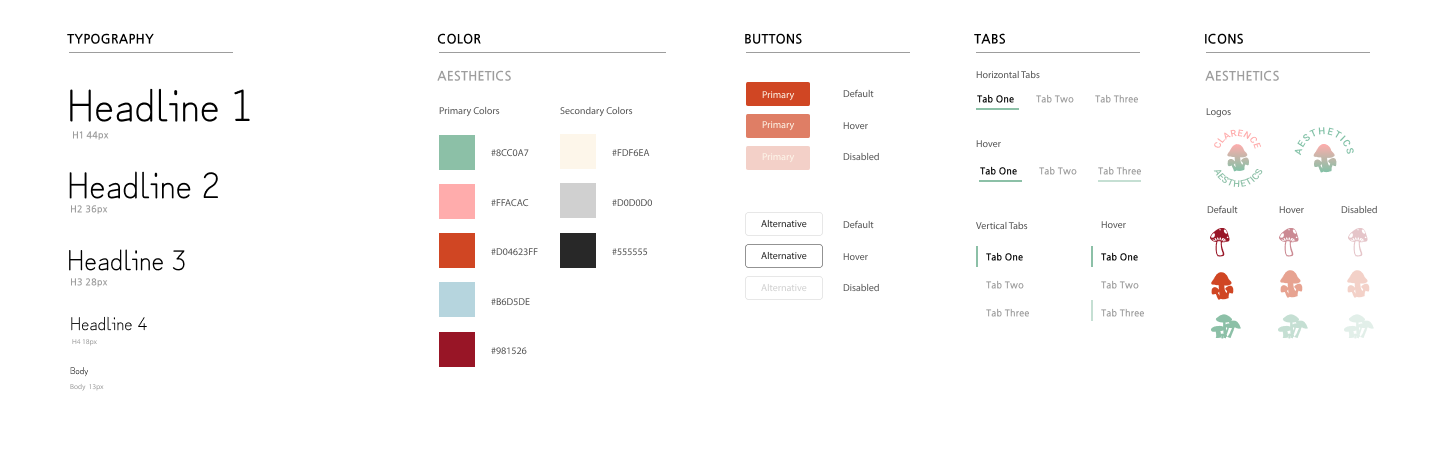 TYPOGRAPHY
Headline 1
H1 44px
Headline 2
H2 36px
Headline 3
H3 28px
Headline 4
H4 18px
Body
Body 13px
COLOR
AESTHETICS
Primary Colors
Secondary Colors
#8CC0A7
#FDF6EA
#FFACAC
#D0D0D0
#D04623FF
#555555
#B6D5DE
#981526
BUTTONS
Primary
Default
Primary
Hover
Primary
Disabled
Alternative
Default
Alternative
Hover
Alternative
Disabled
TABS
Horizontal Tabs
Tab One
Tab Two
Tab Three
Hover
Tab One
Tab Two
Tab Three
Vertical Tabs
Tab One
Tab Two
Tab Three
Hover
Tab One
Tab Two
Tab Three
ICONS
AESTHETICS
Logos
CLARENCE
AESTHETICS
AESTHETICS
Default
Hover
Disabled